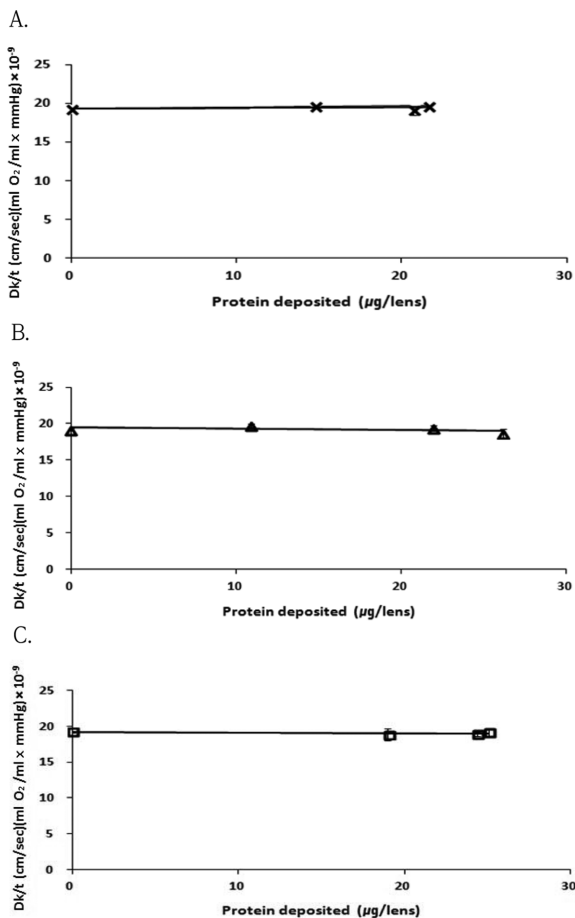 A.
Dk/t (cm/sec)(ml O₂ /ml x mmHg)×10⁻⁹
25
20
15
10
5
0
0 10 20 30
Protein deposited (µg/lens)
B.
Dk/t (cm/sec)(ml O₂ /ml x mmHg)×10⁻⁹
25
20
15
10
5
0
0 10 20 30
Protein deposited (µg/lens)
C.
Dk/t (cm/sec)(ml O₂ /ml x mmHg)×10⁻⁹
25
20
15
10
5
0
0 10 20 30
Protein deposited (µg/lens)